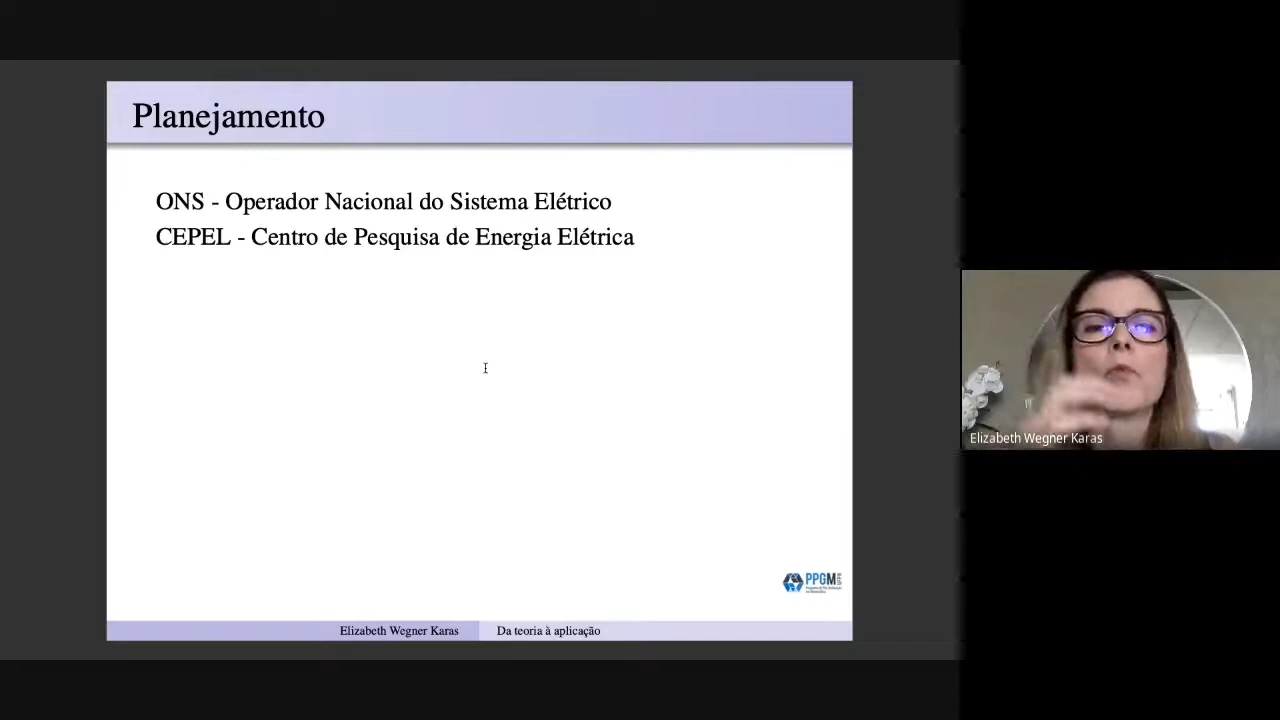 Planejamento
ONS - Operador Nacional do Sistema Elétrico
CEPEL - Centro de Pesquisa de Energia Elétrica
PPGM
UFPR
Elizabeth Wegner Karas
Da teoria à aplicação
Elizabeth Wegner Karas